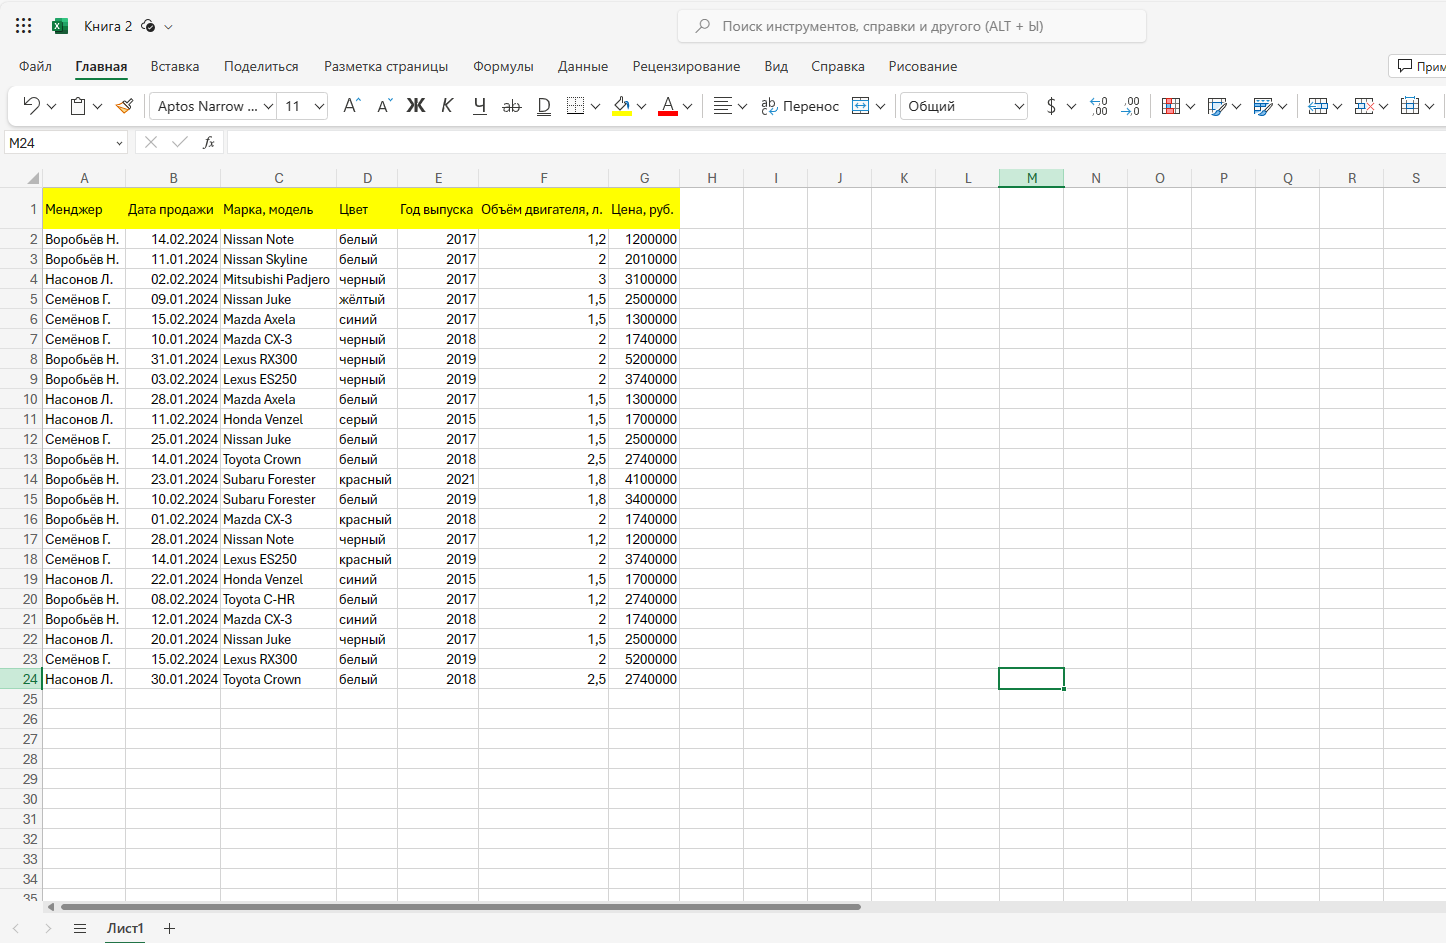 Книга 2
Поиск инструментов, справки и другого (ALT + Ы)
Файл Главная Вставка Поделиться Разметка страницы Формулы Данные Рецензирование Вид Справка Рисование Прим
Aptos Narrow ... 11 A A Ж К Ч ab D A ab Перенос Общий $ ,00 ,00
M24 fx
A B C D E F G H I J K L M N O P Q R S
1 Менджер Дата продажи Марка, модель Цвет Год выпуска Объём двигателя, л. Цена, руб.
2 Воробьёв Н. 14.02.2024 Nissan Note белый 2017 1,2 1200000
3 Воробьёв Н. 11.01.2024 Nissan Skyline белый 2017 2 2010000
4 Насонов Л. 02.02.2024 Mitsubishi Padjero черный 2017 3 3100000
5 Семёнов Г. 09.01.2024 Nissan Juke жёлтый 2017 1,5 2500000
6 Семёнов Г. 15.02.2024 Mazda Axela синий 2017 1,5 1300000
7 Семёнов Г. 10.01.2024 Mazda CX-3 черный 2018 2 1740000
8 Воробьёв Н. 31.01.2024 Lexus RX300 черный 2019 2 5200000
9 Воробьёв Н. 03.02.2024 Lexus ES250 черный 2019 2 3740000
10 Насонов Л. 28.01.2024 Mazda Axela белый 2017 1,5 1300000
11 Насонов Л. 11.02.2024 Honda Venzel серый 2015 1,5 1700000
12 Семёнов Г. 25.01.2024 Nissan Juke белый 2017 1,5 2500000
13 Воробьёв Н. 14.01.2024 Toyota Crown белый 2018 2,5 2740000
14 Воробьёв Н. 23.01.2024 Subaru Forester красный 2021 1,8 4100000
15 Воробьёв Н. 10.02.2024 Subaru Forester белый 2019 1,8 3400000
16 Воробьёв Н. 01.02.2024 Mazda CX-3 красный 2018 2 1740000
17 Семёнов Г. 28.01.2024 Nissan Note черный 2017 1,2 1200000
18 Семёнов Г. 14.01.2024 Lexus ES250 красный 2019 2 3740000
19 Насонов Л. 22.01.2024 Honda Venzel синий 2015 1,5 1700000
20 Воробьёв Н. 08.02.2024 Toyota C-HR белый 2017 1,2 2740000
21 Воробьёв Н. 12.01.2024 Mazda CX-3 синий 2018 2 1740000
22 Насонов Л. 20.01.2024 Nissan Juke черный 2017 1,5 2500000
23 Семёнов Г. 15.02.2024 Lexus RX300 белый 2019 2 5200000
24 Насонов Л. 30.01.2024 Toyota Crown белый 2018 2,5 2740000
25
26
27
28
29
30
31
32
33
34
35
Лист1